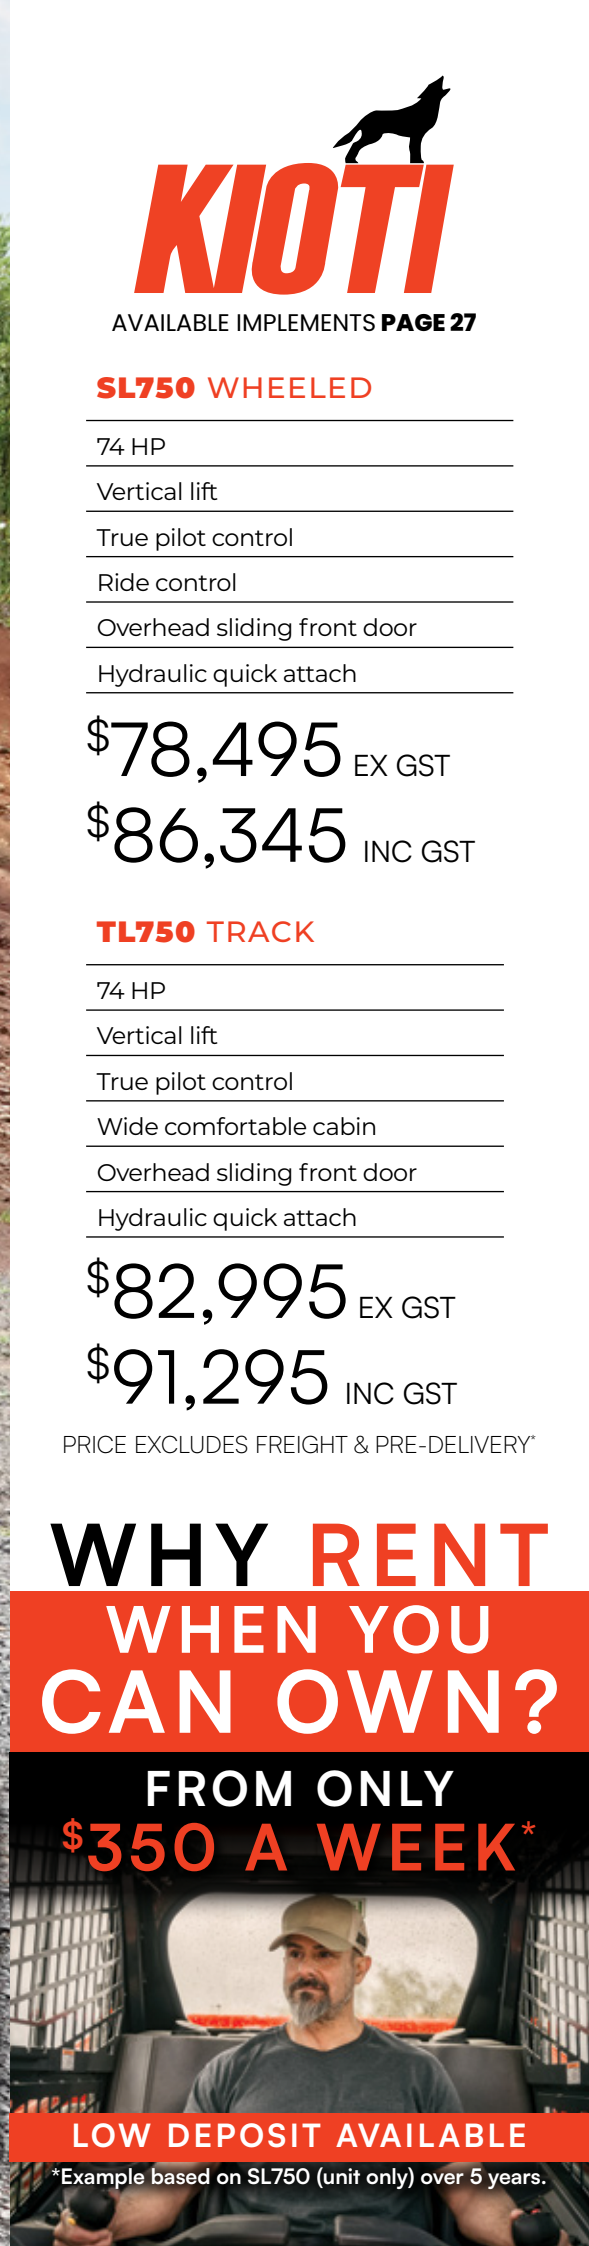 KIOTI
AVAILABLE IMPLEMENTS PAGE 27
SL750 WHEELED
74 HP
Vertical lift
True pilot control
Ride control
Overhead sliding front door
Hydraulic quick attach
$78,495 EX GST
$86,345 INC GST
TL750 TRACK
74 HP
Vertical lift
True pilot control
Wide comfortable cabin
Overhead sliding front door
Hydraulic quick attach
$82,995 EX GST
$91,295 INC GST
PRICE EXCLUDES FREIGHT & PRE-DELIVERY*
WHY RENT
WHEN YOU
CAN OWN?
FROM ONLY
$350 A WEEK*
LOW DEPOSIT AVAILABLE
*Example based on SL750 (unit only) over 5 years.